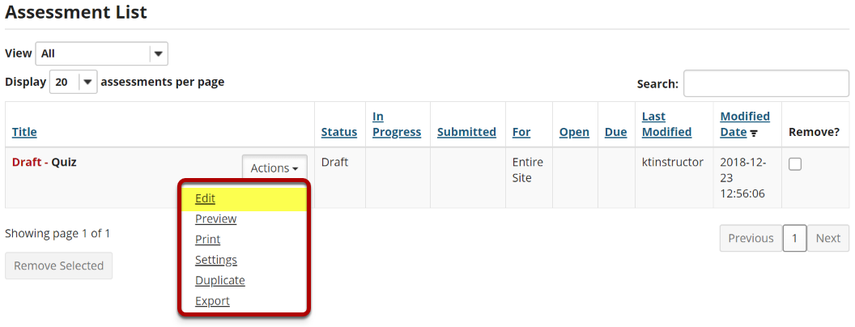 Assessment List
View All
Display 20 assessments per page
Search:
Title Status In Progress Submitted For Open Due Last Modified Modified Date Remove?
Draft - Quiz Actions Draft Entire Site ktinstructor 2018-12-23 12:56:06
Edit
Preview
Print
Settings
Duplicate
Export
Showing page 1 of 1
Previous 1 Next
Remove Selected